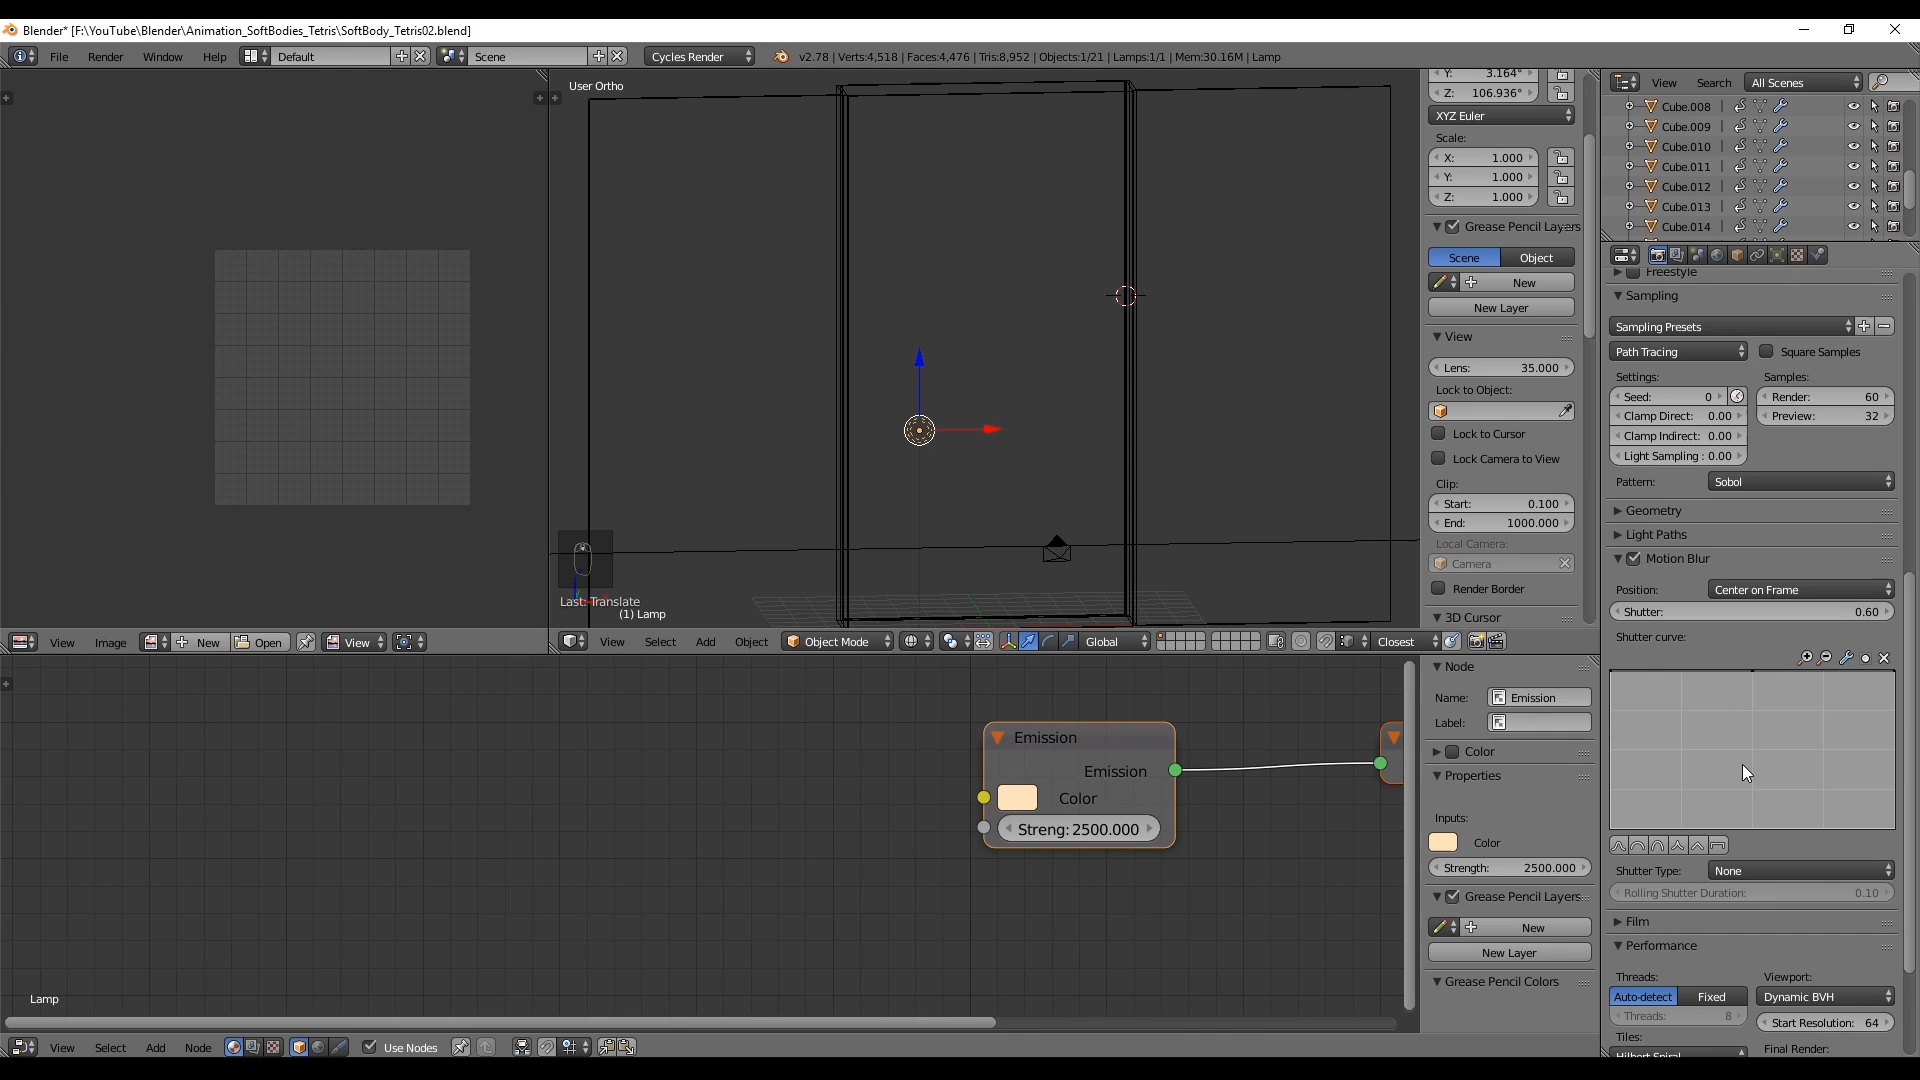 Blender* [F:\YouTube\Blender\Animation_SoftBodies_Tetris\SoftBody_Tetris02.blend]
File Render Window Help Default Scene Cycles Render v2.78 | Verts:4,518 | Faces:4,476 | Tris:8,952 | Objects:1/21 | Lamps:1/1 | Mem:30.16M | Lamp
User Ortho
Last: Translate
(1) Lamp
View Image New Open View
View Select Add Object Object Mode Global Closest
Y: 3.164°
Z: 106.936°
XYZ Euler
Scale:
X: 1.000
Y: 1.000
Z: 1.000
Grease Pencil Layers
Scene Object
New
New Layer
View
Lens: 35.000
Lock to Object:
Lock to Cursor
Lock Camera to View
Clip:
Start: 0.100
End: 1000.000
Local Camera:
Camera
Render Border
3D Cursor
Emission
Emission
Color
Streng: 2500.000
Lamp
View Select Add Node Use Nodes
Node
Name: Emission
Label:
Color
Properties
Inputs:
Color
Strength: 2500.000
Grease Pencil Layers
New
New Layer
Grease Pencil Colors
View Search All Scenes
Cube.008
Cube.009
Cube.010
Cube.011
Cube.012
Cube.013
Cube.014
Freestyle
Sampling
Sampling Presets
Path Tracing Square Samples
Settings: Samples:
Seed: 0 Render: 60
Clamp Direct: 0.00 Preview: 32
Clamp Indirect: 0.00
Light Sampling : 0.00
Pattern: Sobol
Geometry
Light Paths
Motion Blur
Position: Center on Frame
Shutter: 0.60
Shutter curve:
Shutter Type: None
Rolling Shutter Duration: 0.10
Film
Performance
Threads: Viewport:
Auto-detect Fixed Dynamic BVH
Threads: 8 Start Resolution: 64
Tiles: Final Render:
Hilbert Spiral